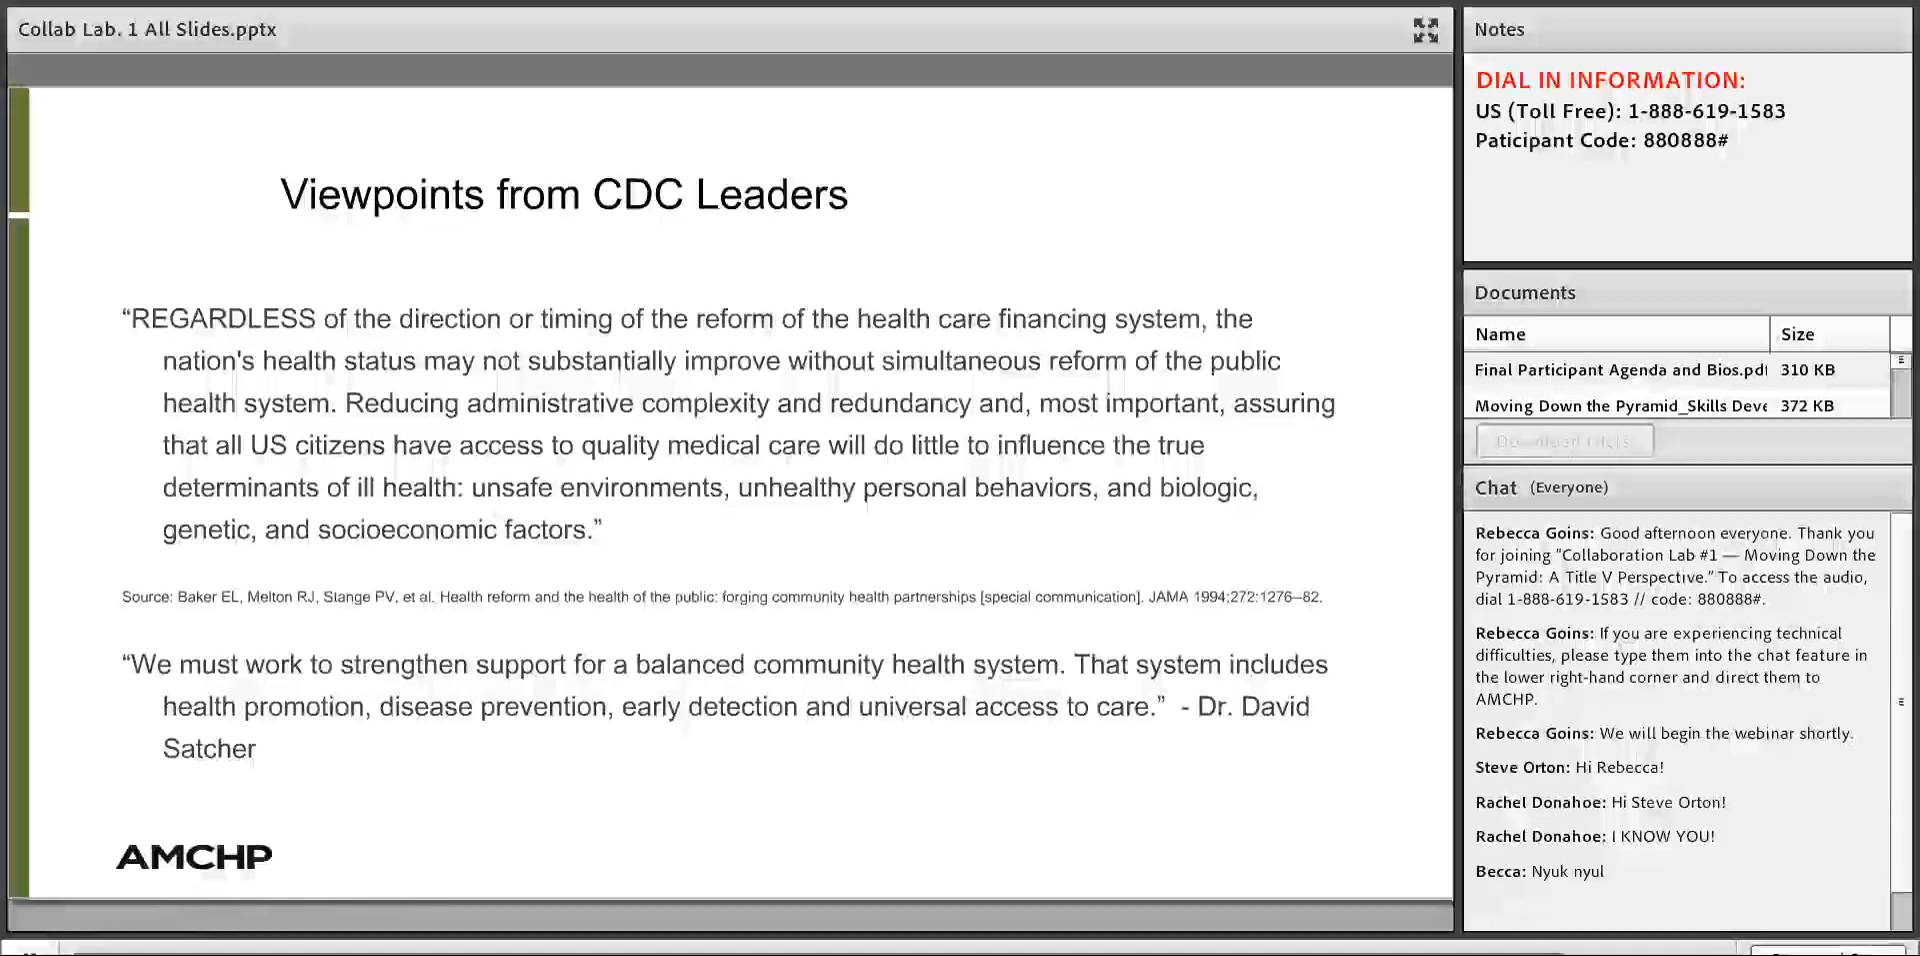 Collab Lab. 1 All Slides.pptx
Viewpoints from CDC Leaders
“REGARDLESS of the direction or timing of the reform of the health care financing system, the
nation's health status may not substantially improve without simultaneous reform of the public
health system. Reducing administrative complexity and redundancy and, most important, assuring
that all US citizens have access to quality medical care will do little to influence the true
determinants of ill health: unsafe environments, unhealthy personal behaviors, and biologic,
genetic, and socioeconomic factors.”
Source: Baker EL, Melton RJ, Stange PV, et al. Health reform and the health of the public: forging community health partnerships [special communication]. JAMA 1994;272:1276–82.
“We must work to strengthen support for a balanced community health system. That system includes
health promotion, disease prevention, early detection and universal access to care.” - Dr. David
Satcher
AMCHP
Notes
DIAL IN INFORMATION:
US (Toll Free): 1-888-619-1583
Paticipant Code: 880888#
Documents
Name Size
Final Participant Agenda and Bios.pdf 310 KB
Moving Down the Pyramid_Skills Deve 372 KB
Chat (Everyone)
Rebecca Goins: Good afternoon everyone. Thank you
for joining "Collaboration Lab #1 — Moving Down the
Pyramid: A Title V Perspective." To access the audio,
dial 1-888-619-1583 // code: 880888#.
Rebecca Goins: If you are experiencing technical
difficulties, please type them into the chat feature in
the lower right-hand corner and direct them to
AMCHP.
Rebecca Goins: We will begin the webinar shortly.
Steve Orton: Hi Rebecca!
Rachel Donahoe: Hi Steve Orton!
Rachel Donahoe: I KNOW YOU!
Becca: Nyuk nyul